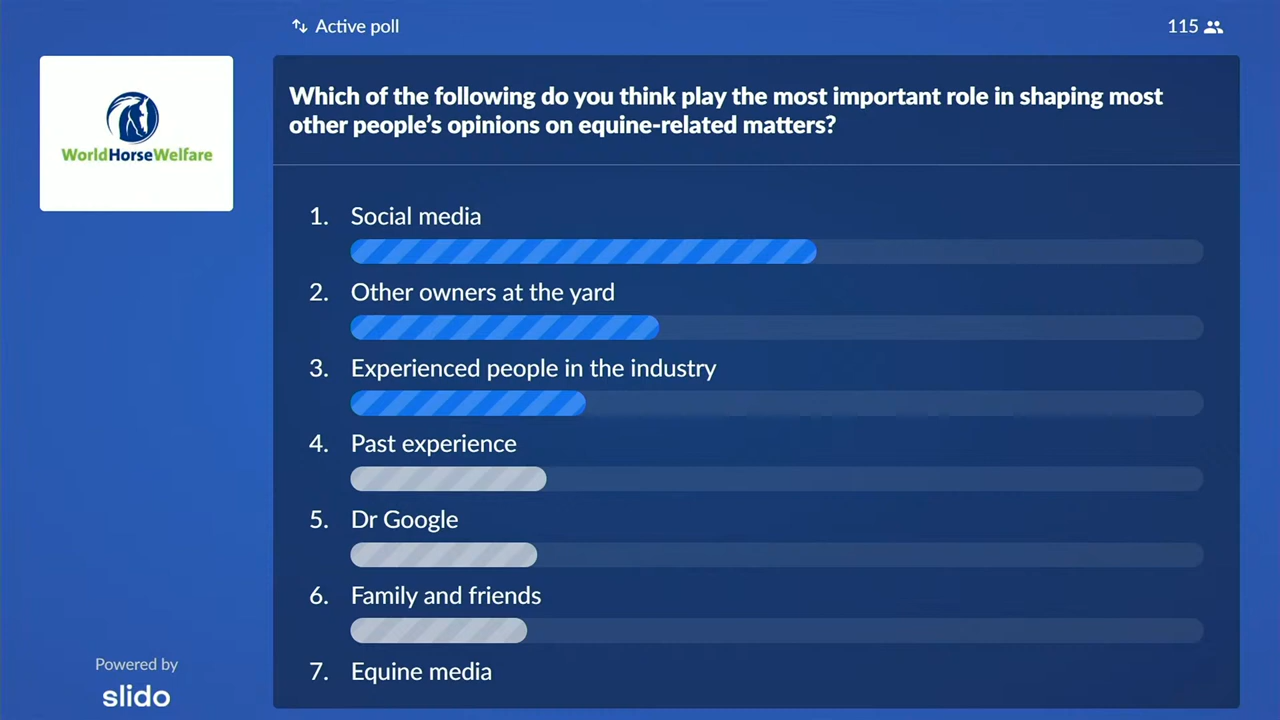 Active poll
115
WorldHorseWelfare
Which of the following do you think play the most important role in shaping most
other people’s opinions on equine-related matters?
1. Social media
2. Other owners at the yard
3. Experienced people in the industry
4. Past experience
5. Dr Google
6. Family and friends
7. Equine media
Powered by
slido